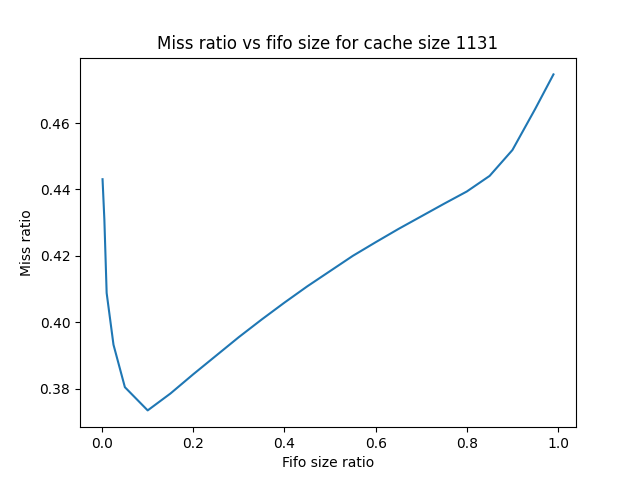 Miss ratio vs fifo size for cache size 1131
Miss ratio
0.46
0.44
0.42
0.40
0.38
0.0 0.2 0.4 0.6 0.8 1.0
Fifo size ratio